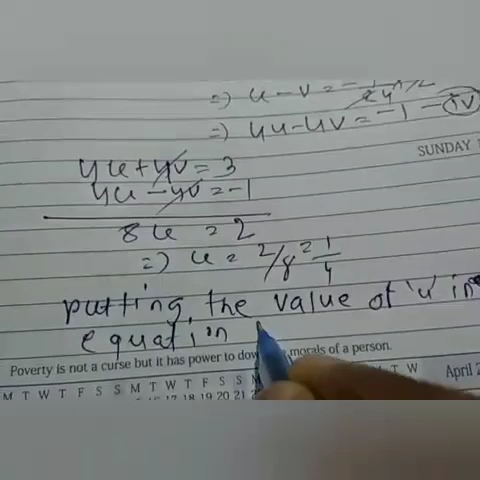 =) 4u-4v = -1 - (iv)
SUNDAY
4u+4v = 3
4u-4v = -1
8u = 2
=) u = 2/8 = 1/4
putting the value of 'u' in
equation
Poverty is not a curse but it has power to dow morals of a person.
M T W T F S S M T W T F S S M T W
17 18 19 20 21
April 2